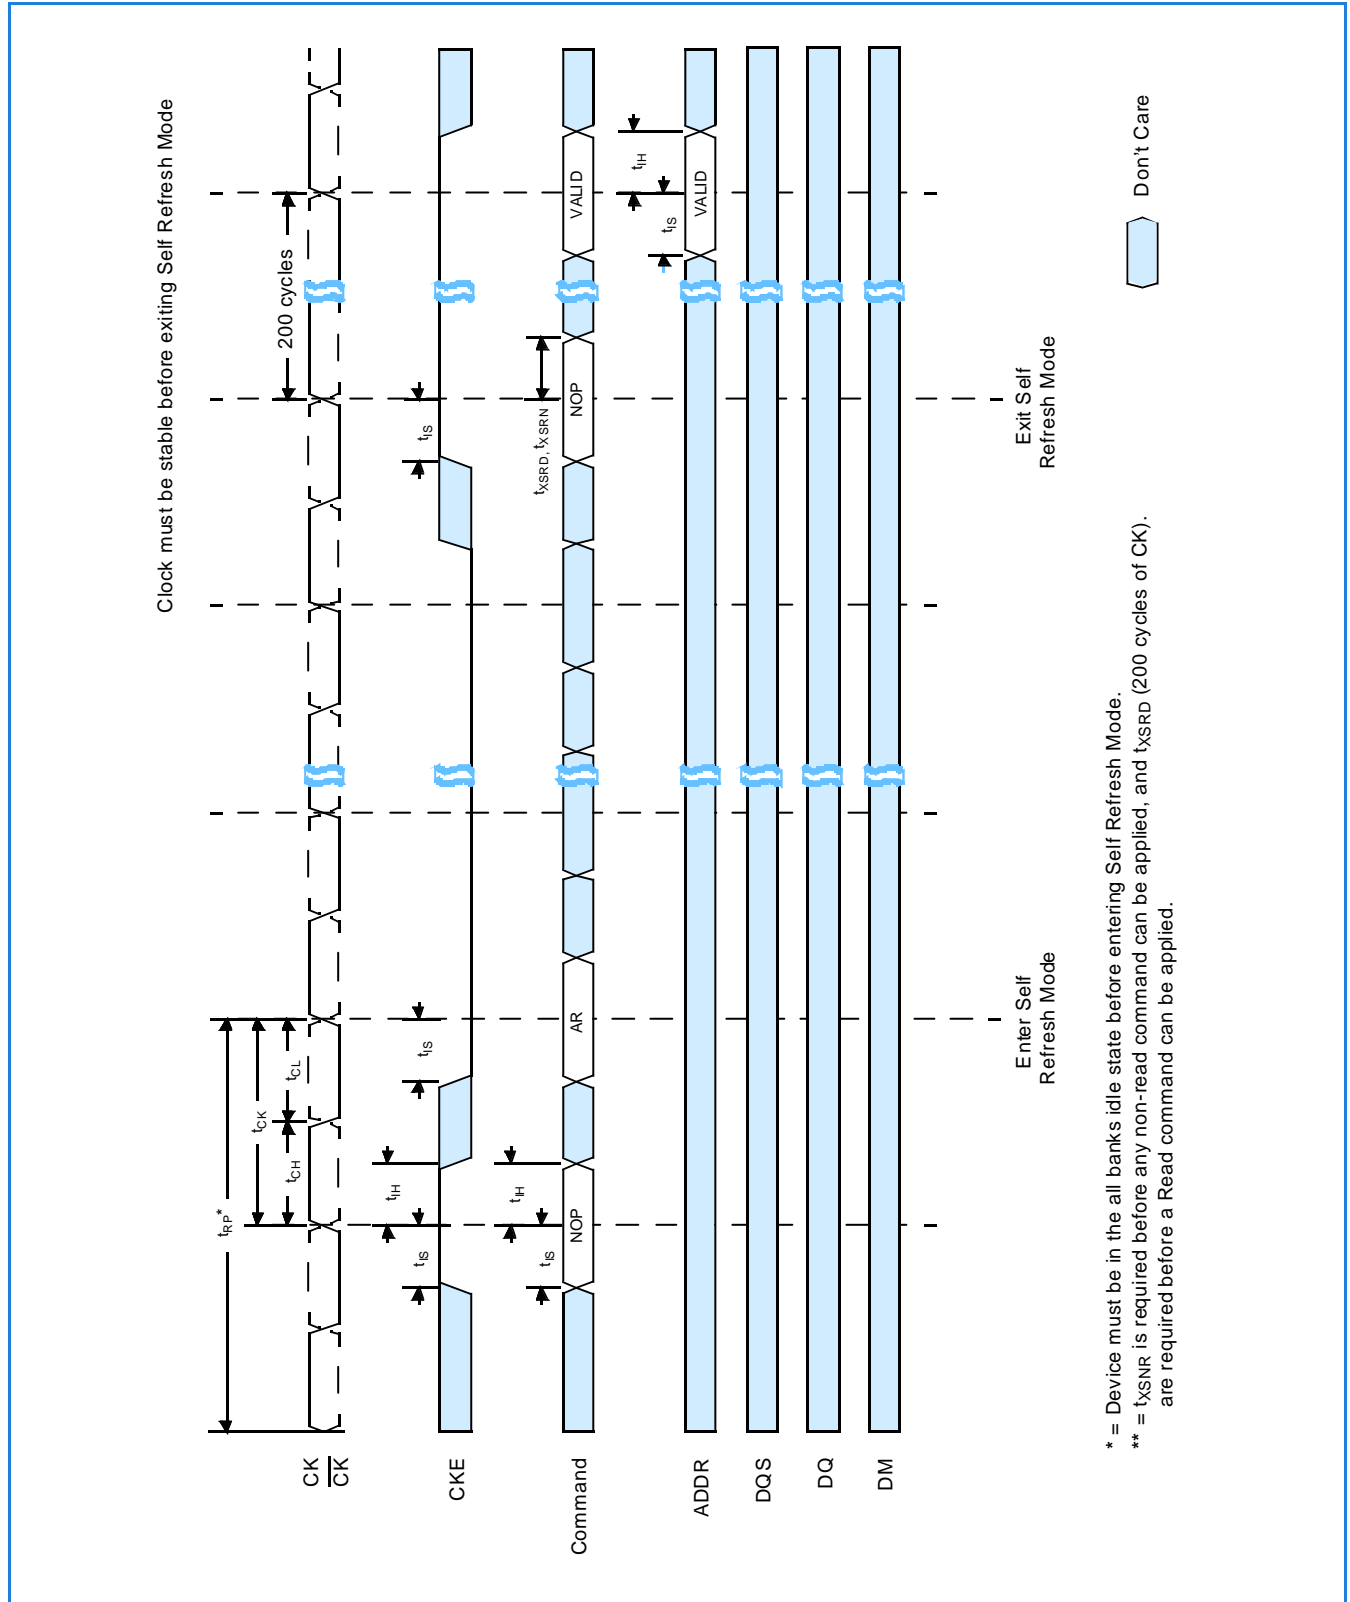 Clock must be stable before exiting Self Refresh Mode
tRP*
tCK
tCH
tCL
200 cycles
CK
CK
tIS
tIH
tIS
tIS
CKE
tIS
tIH
tXSRD, tXSRN
Command
NOP
AR
NOP
VALID
tIS
tIH
ADDR
VALID
DQS
DQ
DM
Enter Self
Refresh Mode
Exit Self
Refresh Mode
Don't Care
* = Device must be in the all banks idle state before entering Self Refresh Mode.
** = tXSNR is required before any non-read command can be applied, and tXSRD (200 cycles of CK).
are required before a Read command can be applied.